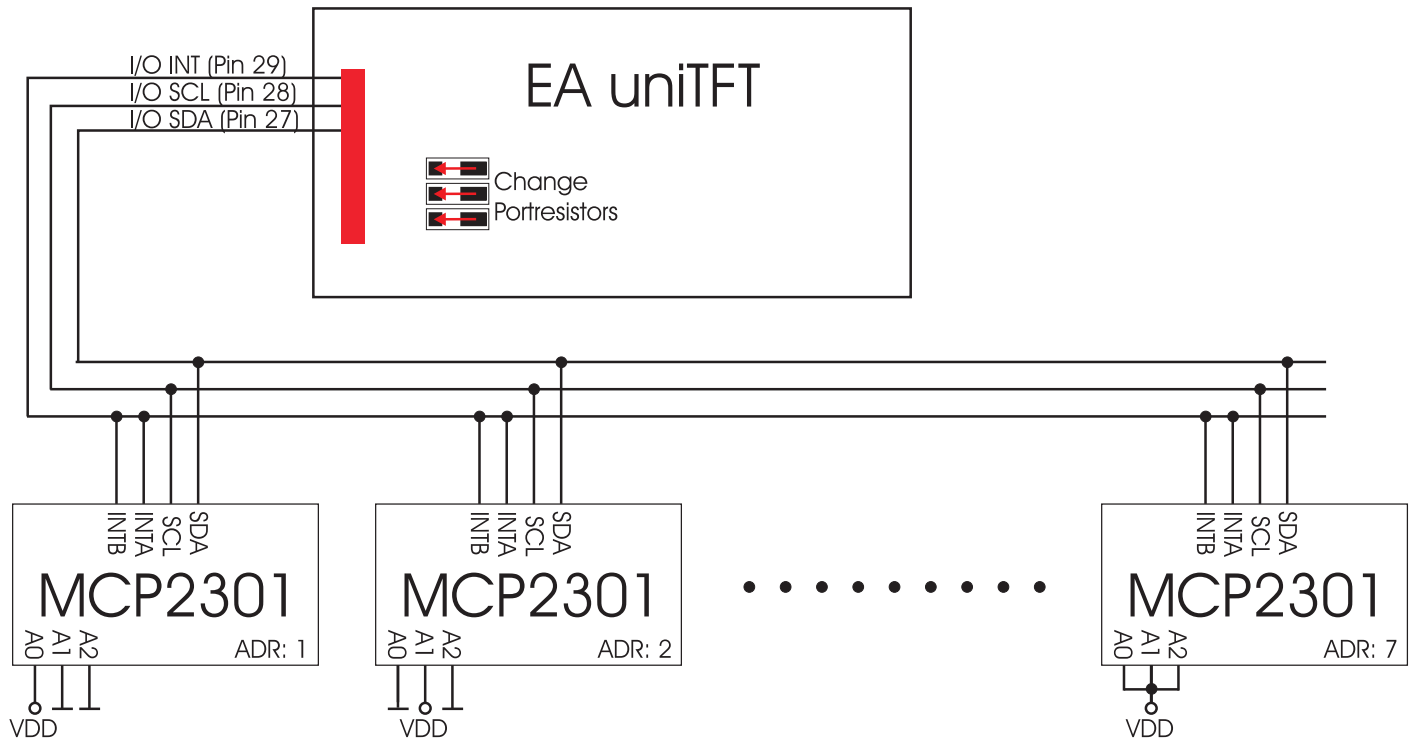 I/O INT (Pin 29)
I/O SCL (Pin 28)
I/O SDA (Pin 27)
EA uniTFT
Change
Portresistors
INTB
INTA
SCL
SDA
MCP2301
A0
A1
A2
ADR: 1
VDD
INTB
INTA
SCL
SDA
MCP2301
A0
A1
A2
ADR: 2
VDD
INTB
INTA
SCL
SDA
MCP2301
A0
A1
A2
ADR: 7
VDD